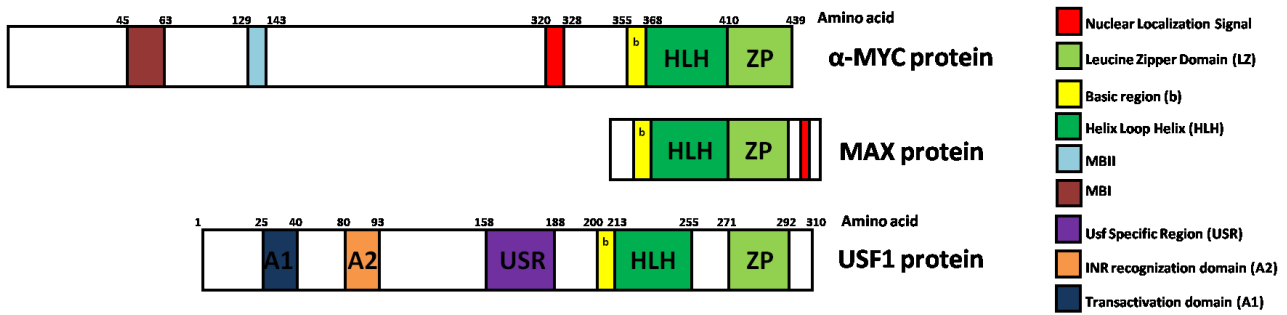 45 63 129 143 320 328 355 368 410 439 Amino acid
b HLH ZP α-MYC protein
b HLH ZP MAX protein
1 25 40 80 93 158 188 200 213 255 271 292 310 Amino acid
A1 A2 USR b HLH ZP USF1 protein
Nuclear Localization Signal
Leucine Zipper Domain (LZ)
Basic region (b)
Helix Loop Helix (HLH)
MBII
MBI
Usf Specific Region (USR)
INR recognization domain (A2)
Transactivation domain (A1)